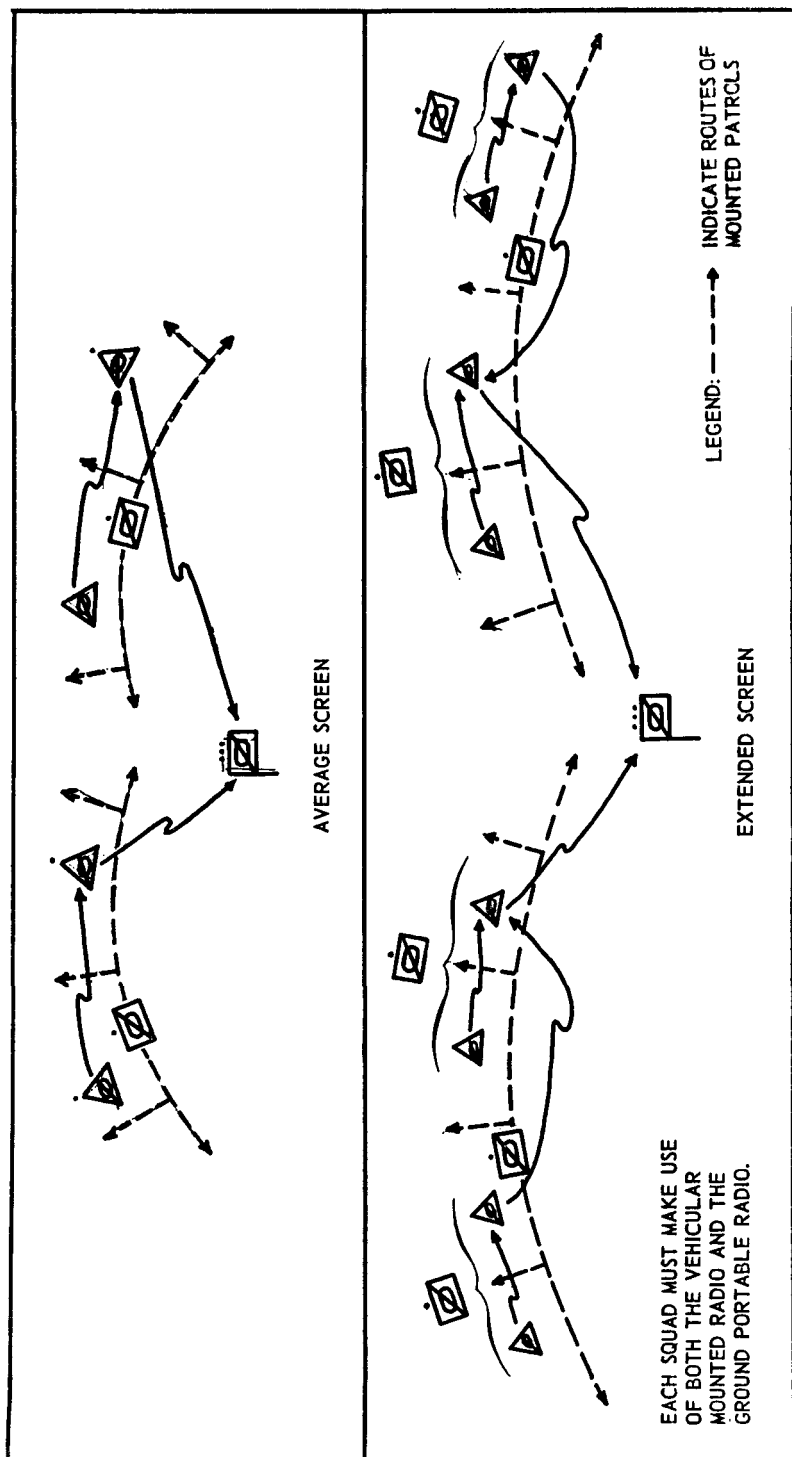 AVERAGE SCREEN
EACH SQUAD MUST MAKE USE
OF BOTH THE VEHICULAR
MOUNTED RADIO AND THE
GROUND PORTABLE RADIO.
EXTENDED SCREEN
LEGEND: INDICATE ROUTES OF
MOUNTED PATROLS